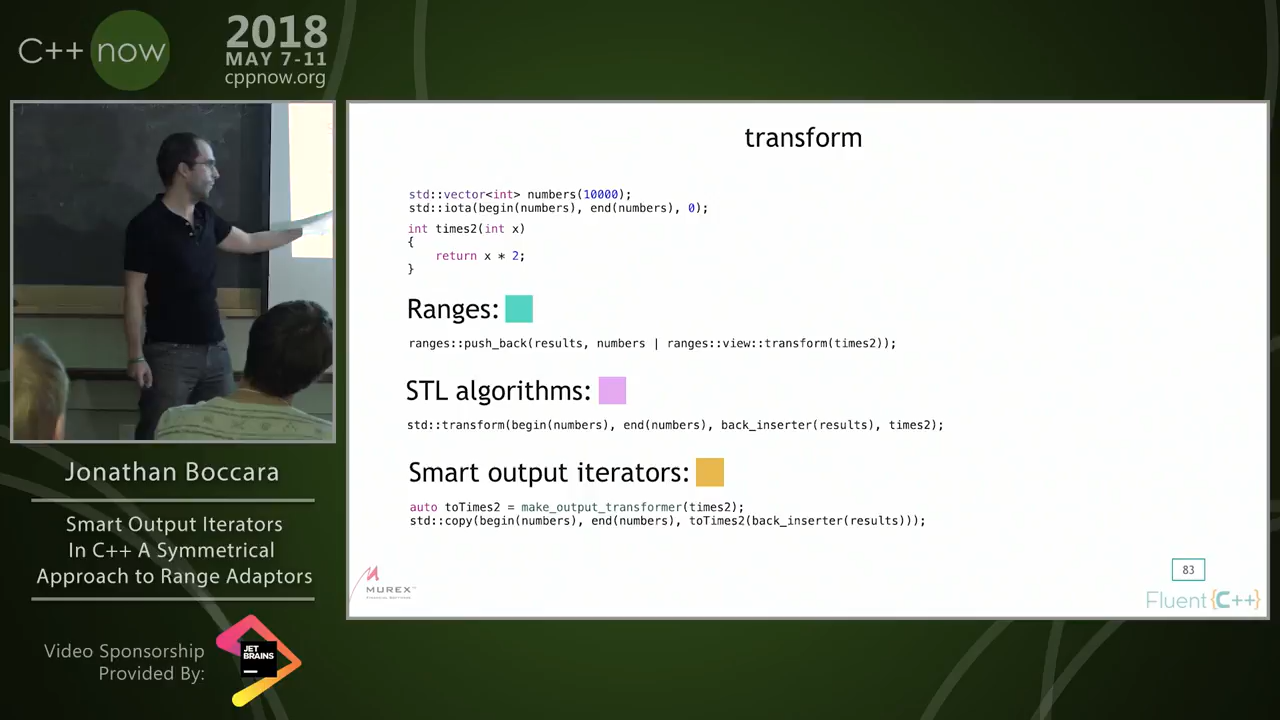 C++ now
2018
MAY 7-11
cppnow.org
transform
std::vector<int> numbers(10000);
std::iota(begin(numbers), end(numbers), 0);
int times2(int x)
{
return x * 2;
}
Ranges:
ranges::push_back(results, numbers | ranges::view::transform(times2));
STL algorithms:
std::transform(begin(numbers), end(numbers), back_inserter(results), times2);
Smart output iterators:
auto toTimes2 = make_output_transformer(times2);
std::copy(begin(numbers), end(numbers), toTimes2(back_inserter(results)));
MUREX
83
Fluent {C++}
Jonathan Boccara
Smart Output Iterators
In C++ A Symmetrical
Approach to Range Adaptors
Video Sponsorship
Provided By:
JET
BRAINS